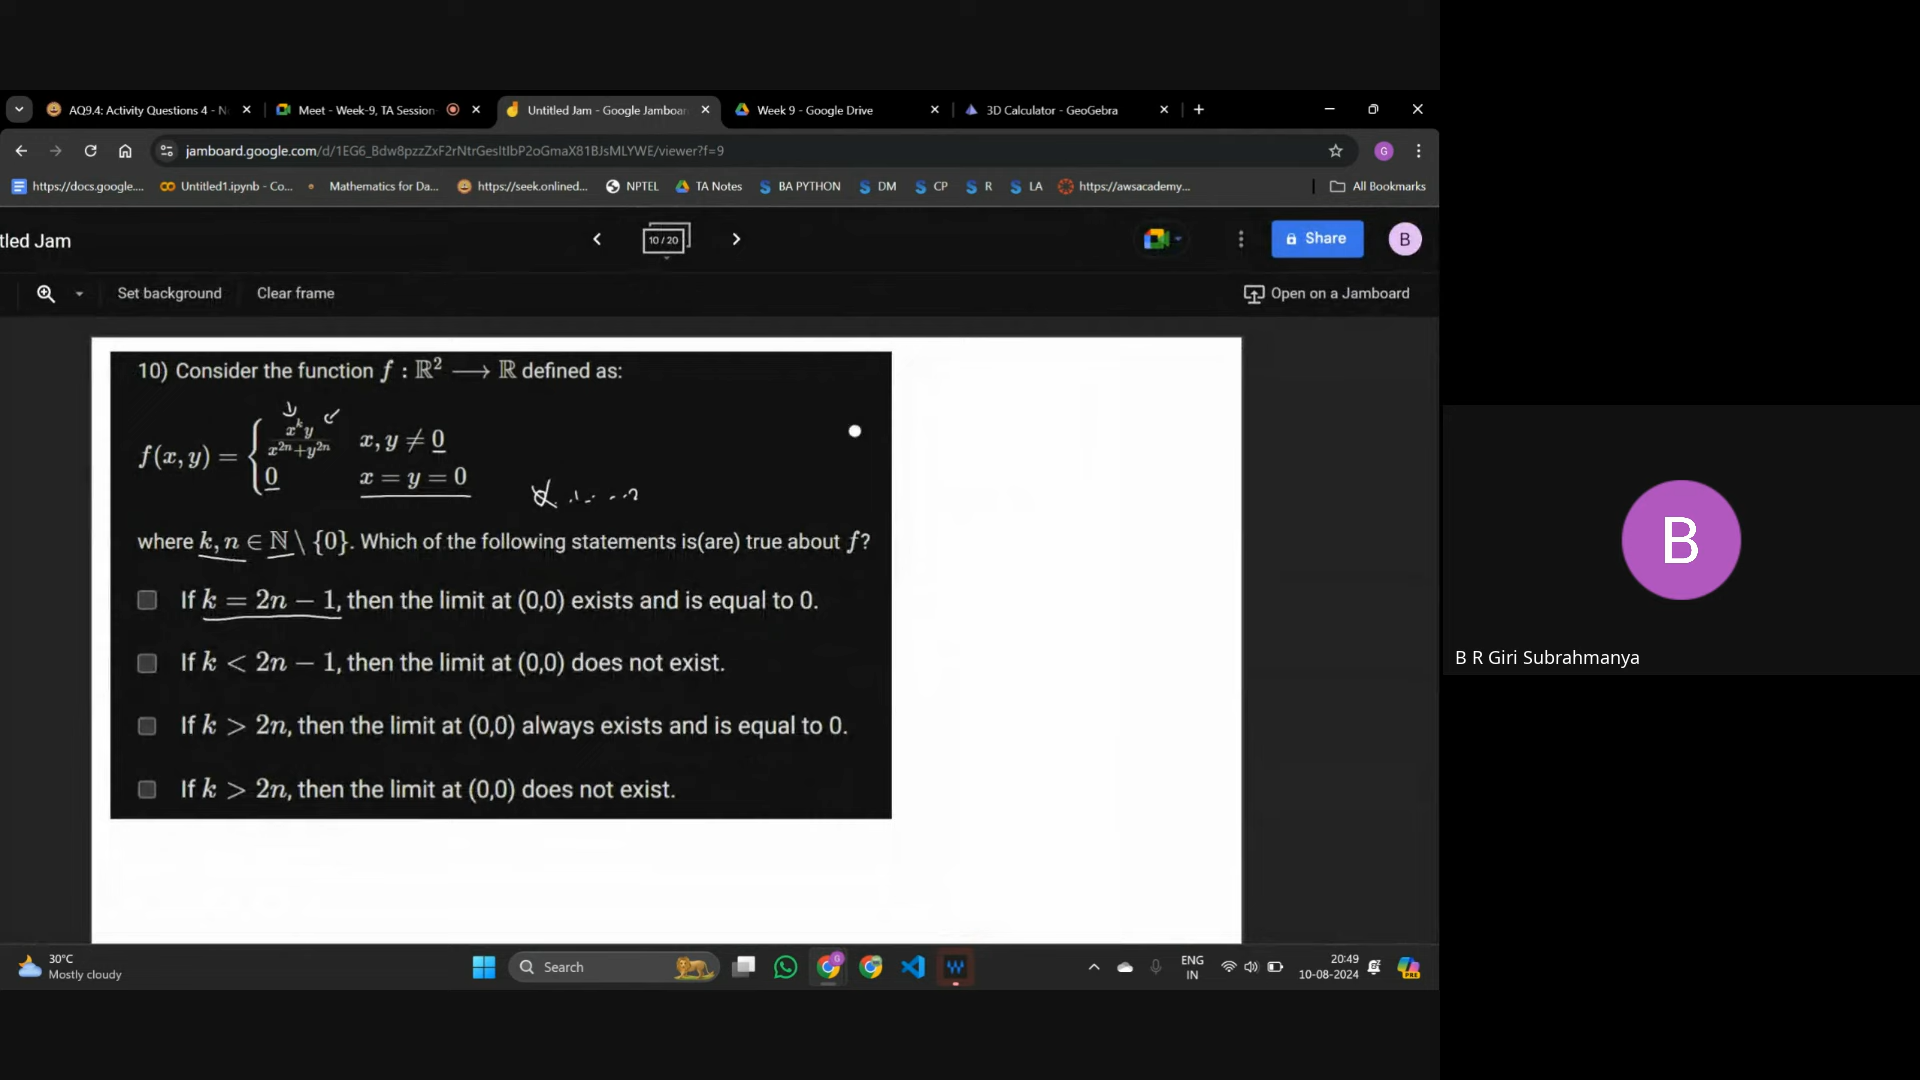 AQ9.4: Activity Questions 4 - N
Meet - Week-9, TA Session
Untitled Jam - Google Jamboar
Week 9 - Google Drive
3D Calculator - GeoGebra
jamboard.google.com/d/1EG6_Bdw8pzzZxF2rNtrGesItIbP2oGmaX81BJsMLYWE/viewer?f=9
G
https://docs.google....
Untitled1.ipynb - Co...
Mathematics for Da...
https://seek.onlined...
NPTEL
TA Notes
BA PYTHON
DM
CP
R
LA
https://awsacademy...
All Bookmarks
tled Jam
10 / 20
Share
B
Set background
Clear frame
Open on a Jamboard
10) Consider the function f : ℝ² ⟶ ℝ defined as:
f(x, y) = { x^k y / (x^{2n} + y^{2n}) x, y ≠ 0
0 x = y = 0
where k, n ∈ ℕ \ {0}. Which of the following statements is(are) true about f?
If k = 2n − 1, then the limit at (0,0) exists and is equal to 0.
If k < 2n − 1, then the limit at (0,0) does not exist.
If k > 2n, then the limit at (0,0) always exists and is equal to 0.
If k > 2n, then the limit at (0,0) does not exist.
B
B R Giri Subrahmanya
30°C
Mostly cloudy
Search
G
ENG
IN
20:49
10-08-2024
PRE